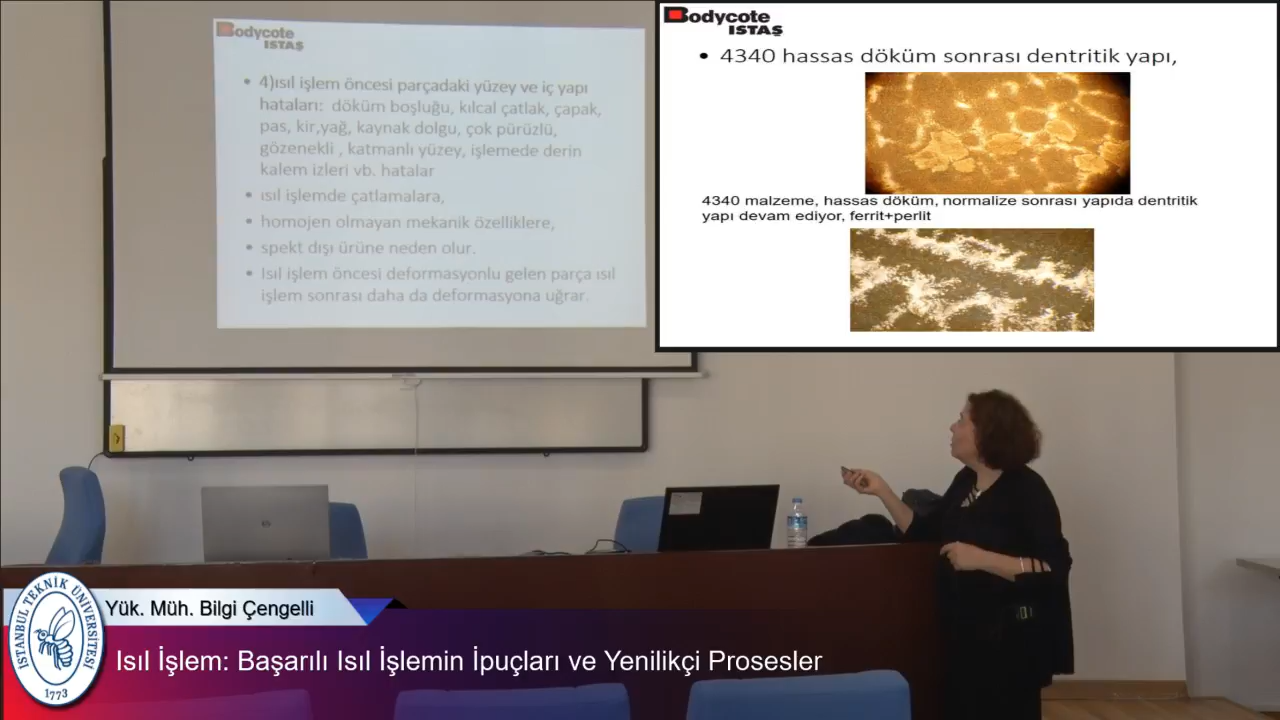 Bodycote
ISTAŞ
• 4)ısıl işlem öncesi parçadaki yüzey ve iç yapı
hataları: döküm boşluğu, kılcal çatlak, çapak,
pas, kir,yağ, kaynak dolgu, çok pürüzlü,
gözenekli , katmanlı yüzey, işlemede derin
kalem izleri vb. hatalar
• ısıl işlemde çatlamalara,
• homojen olmayan mekanik özelliklere,
• spekt dışı ürüne neden olur.
• Isıl işlem öncesi deformasyonlu gelen parça ısıl
işlem sonrası daha da deformasyona uğrar.
Bodycote
ISTAŞ
• 4340 hassas döküm sonrası dentritik yapı,
4340 malzeme, hassas döküm, normalize sonrası yapıda dentritik
yapı devam ediyor, ferrit+perlit
Yük. Müh. Bilgi Çengelli
Isıl İşlem: Başarılı Isıl İşlemin İpuçları ve Yenilikçi Prosesler
İSTANBUL TEKNİK ÜNİVERSİTESİ
1773